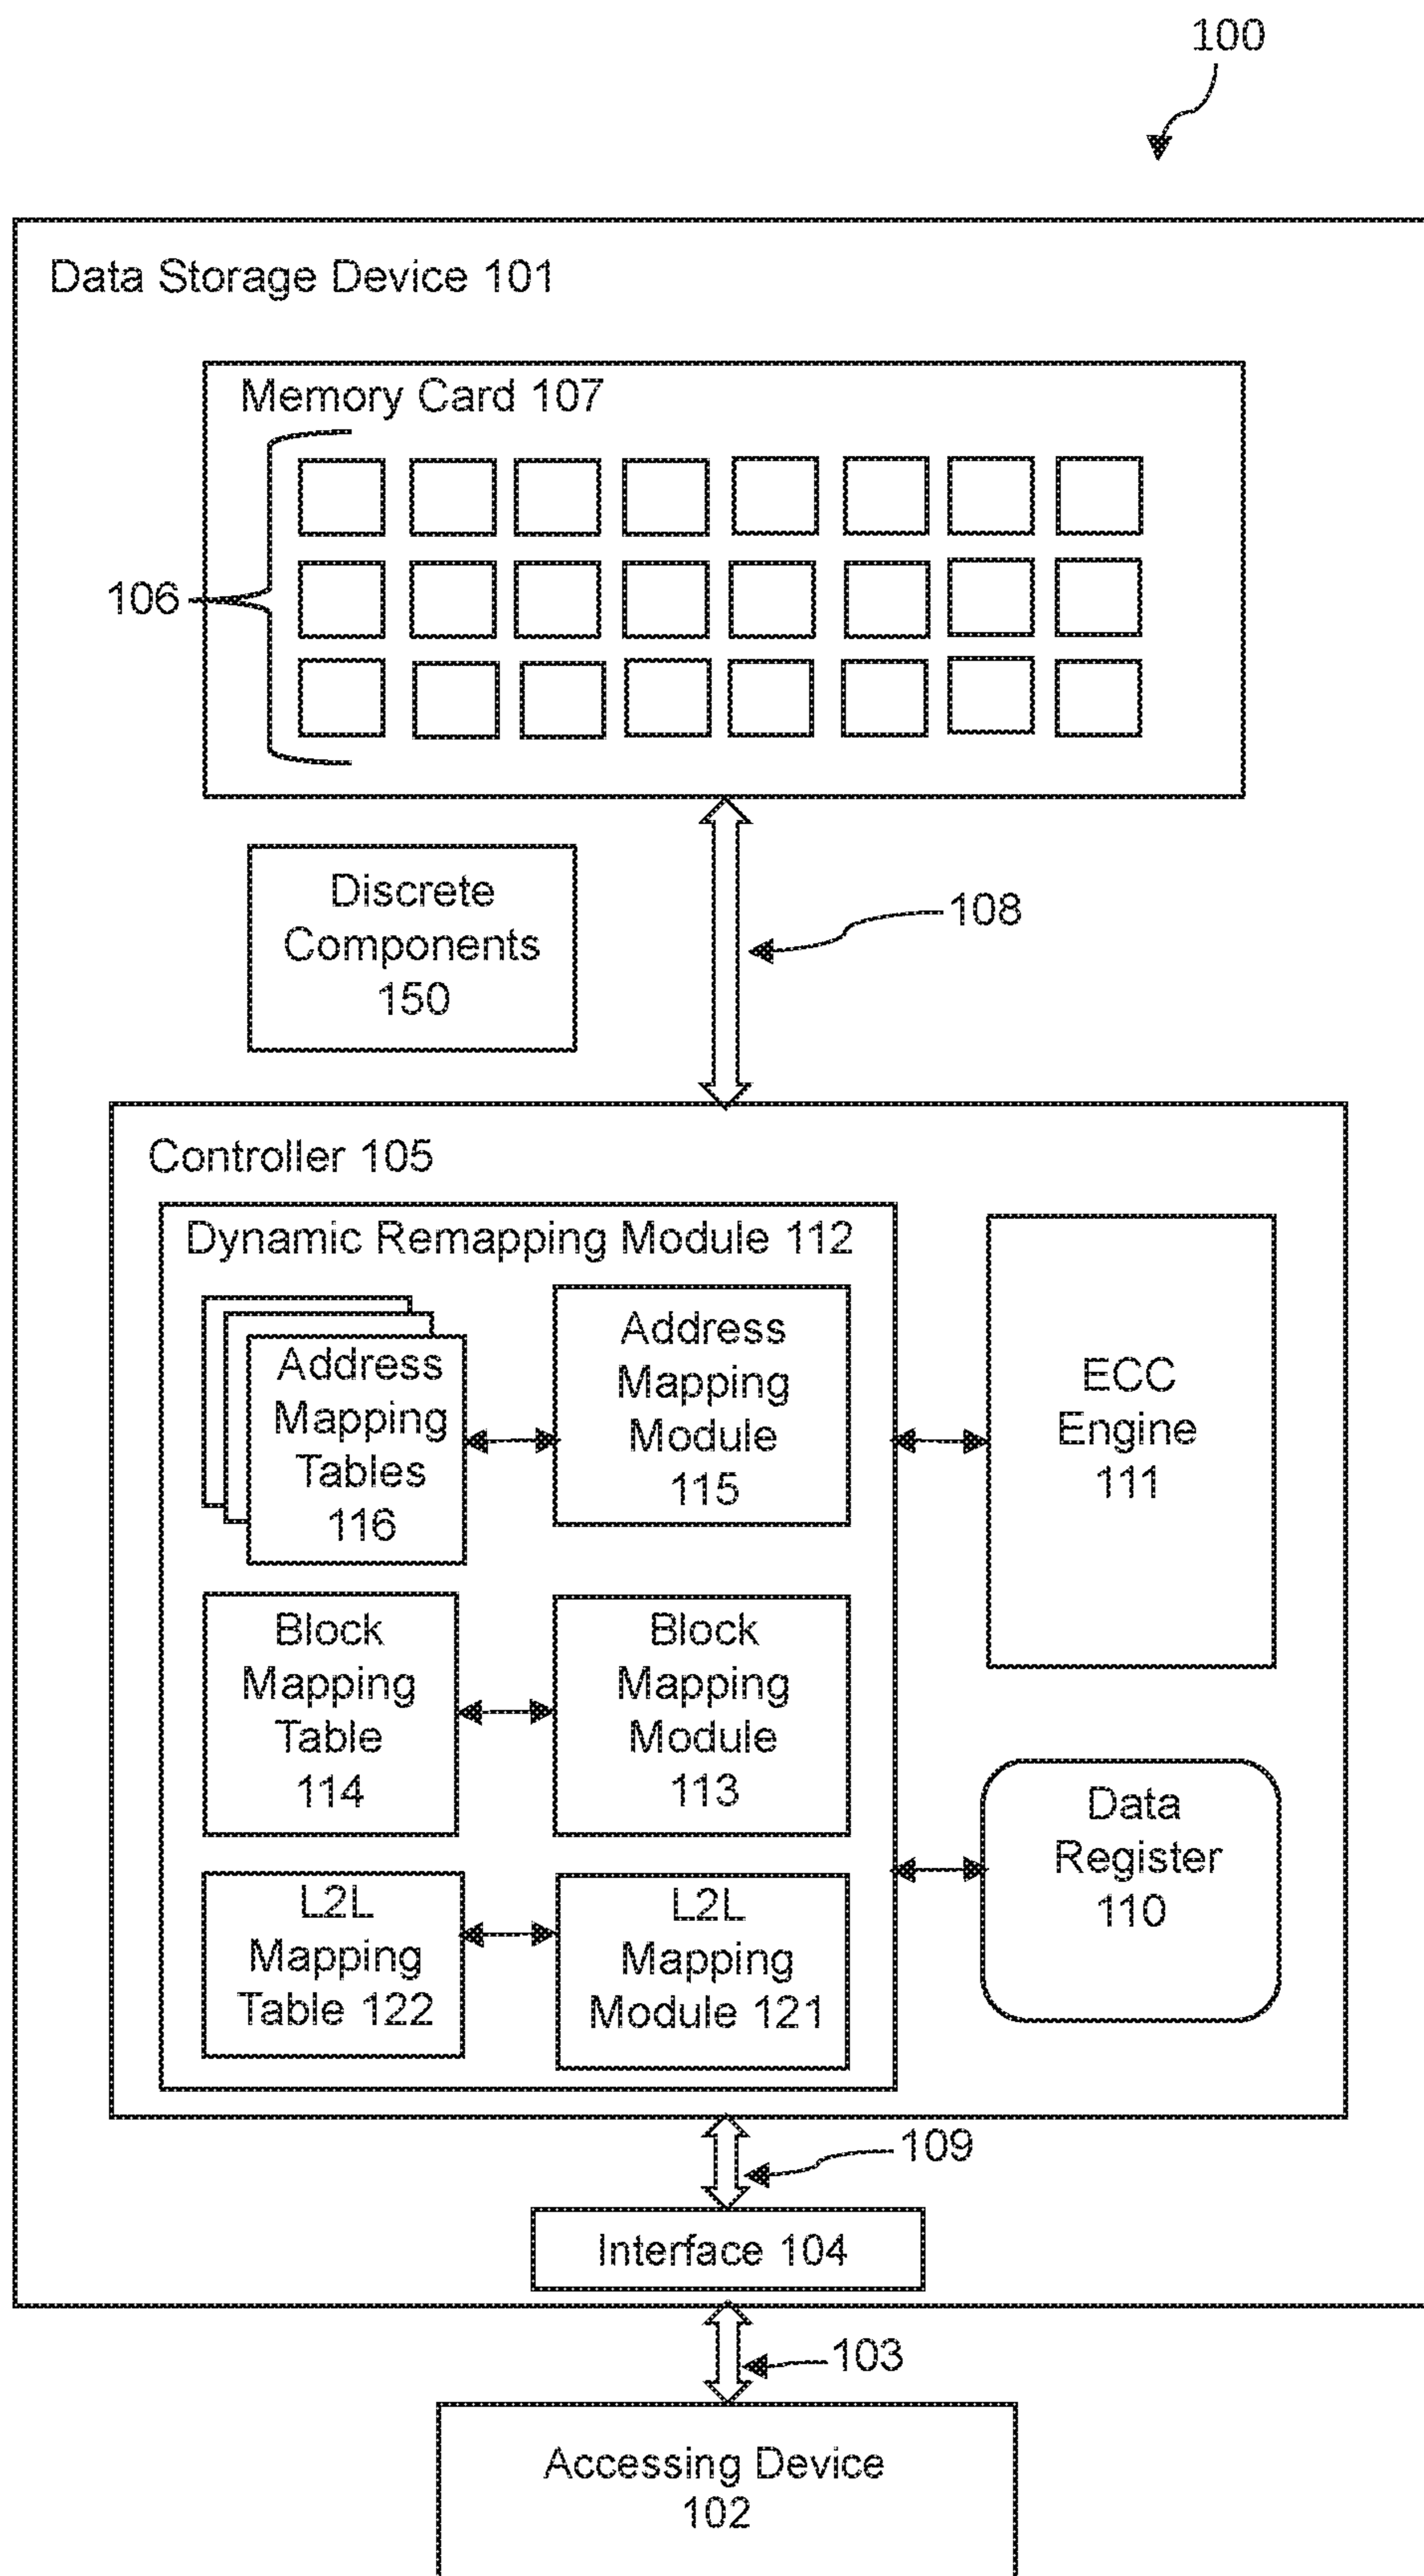 100
Data Storage Device 101
Memory Card 107
106
Discrete
Components
150
108
Controller 105
Dynamic Remapping Module 112
Address
Mapping
Tables
116
Address
Mapping
Module
115
ECC
Engine
111
Block
Mapping
Table
114
Block
Mapping
Module
113
Data
Register
110
L2L
Mapping
Table 122
L2L
Mapping
Module 121
109
Interface 104
103
Accessing Device
102